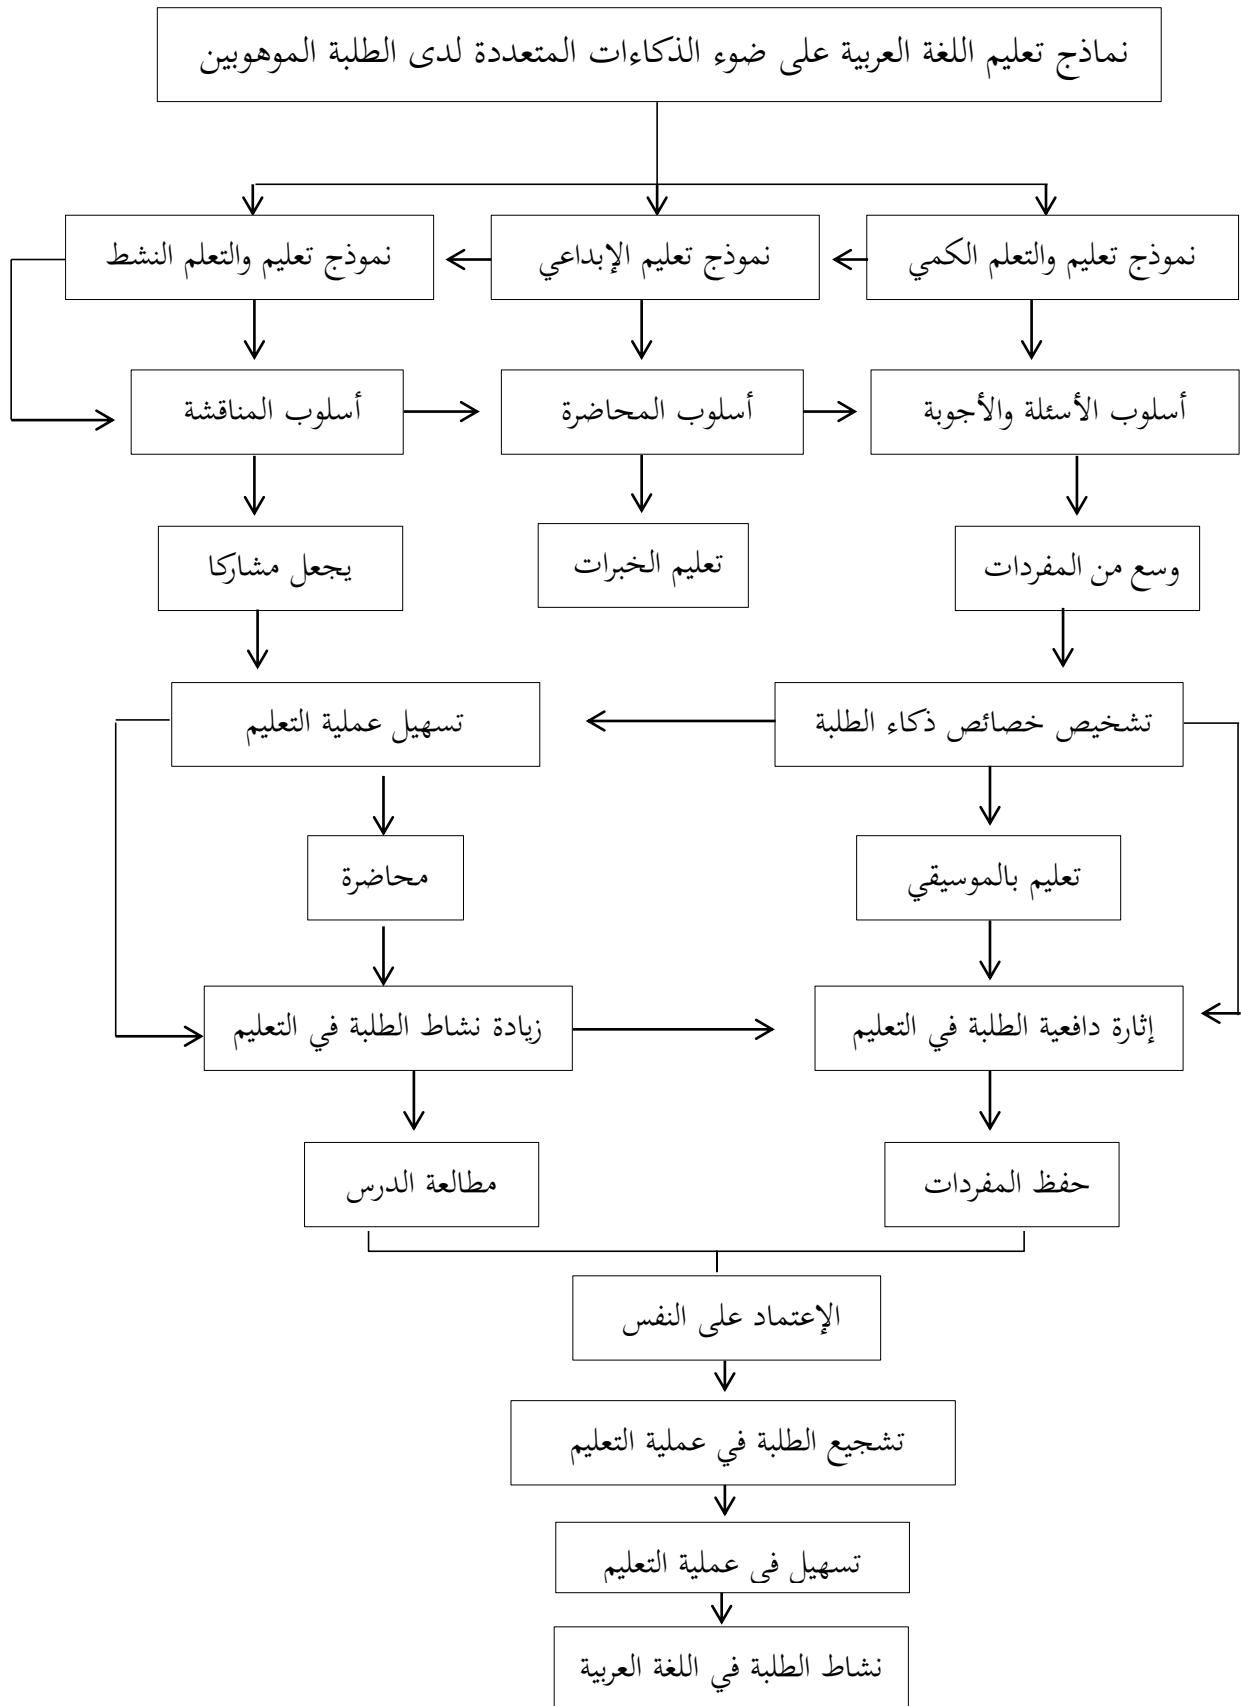 نماذج تعليم اللغة العربية على ضوء الذكاءات المتعددة لدى الطلبة الموهوبين
نموذج تعليم والتعلم الكمي
نموذج تعليم الإبداعي
نموذج تعليم والتعلم النشط
أسلوب الأسئلة والأجوبة
أسلوب المحاضرة
أسلوب المناقشة
وسع من المفردات
تعليم الخبرات
يجعل مشاركا
تشخيص خصائص ذكاء الطلبة
تسهيل عملية التعليم
تعليم بالموسيقي
محاضرة
إثارة دافعية الطلبة في التعليم
زيادة نشاط الطلبة في التعليم
حفظ المفردات
مطالعة الدرس
الإعتماد على النفس
تشجيع الطلبة في عملية التعليم
تسهيل في عملية التعليم
نشاط الطلبة في اللغة العربية